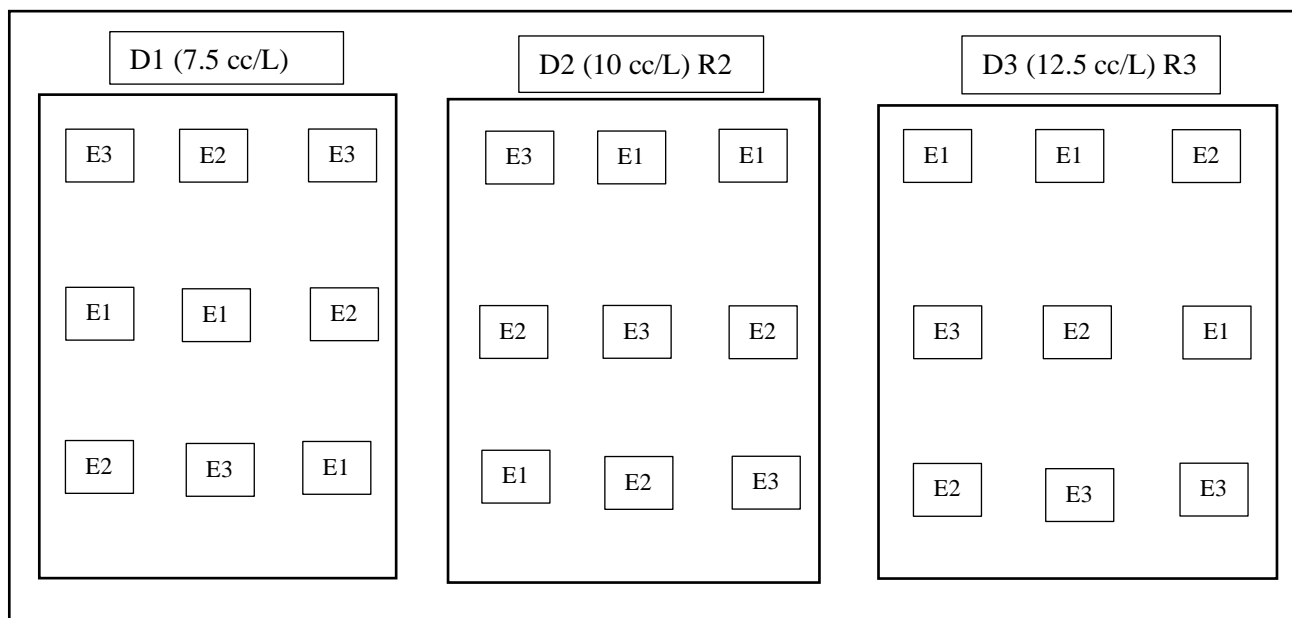 D1 (7.5 cc/L)
E3 E2 E3
E1 E1 E2
E2 E3 E1
D2 (10 cc/L) R2
E3 E1 E1
E2 E3 E2
E1 E2 E3
D3 (12.5 cc/L) R3
E1 E1 E2
E3 E2 E1
E2 E3 E3